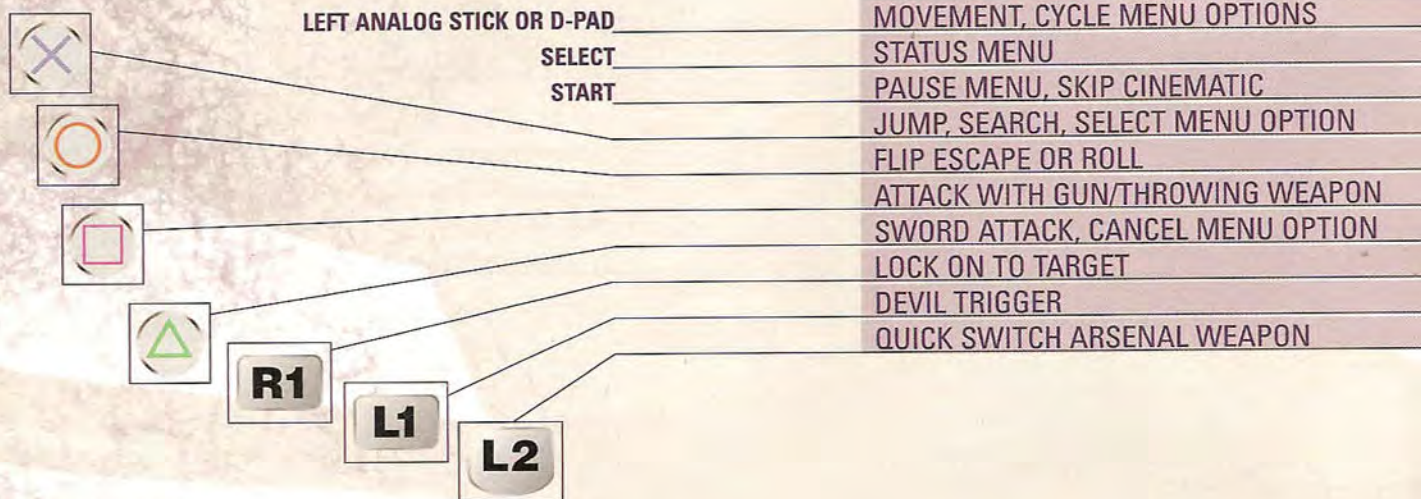 LEFT ANALOG STICK OR D-PAD MOVEMENT, CYCLE MENU OPTIONS
SELECT STATUS MENU
START PAUSE MENU, SKIP CINEMATIC
JUMP, SEARCH, SELECT MENU OPTION
FLIP ESCAPE OR ROLL
ATTACK WITH GUN/THROWING WEAPON
SWORD ATTACK, CANCEL MENU OPTION
LOCK ON TO TARGET
DEVIL TRIGGER
QUICK SWITCH ARSENAL WEAPON
R1
L1
L2